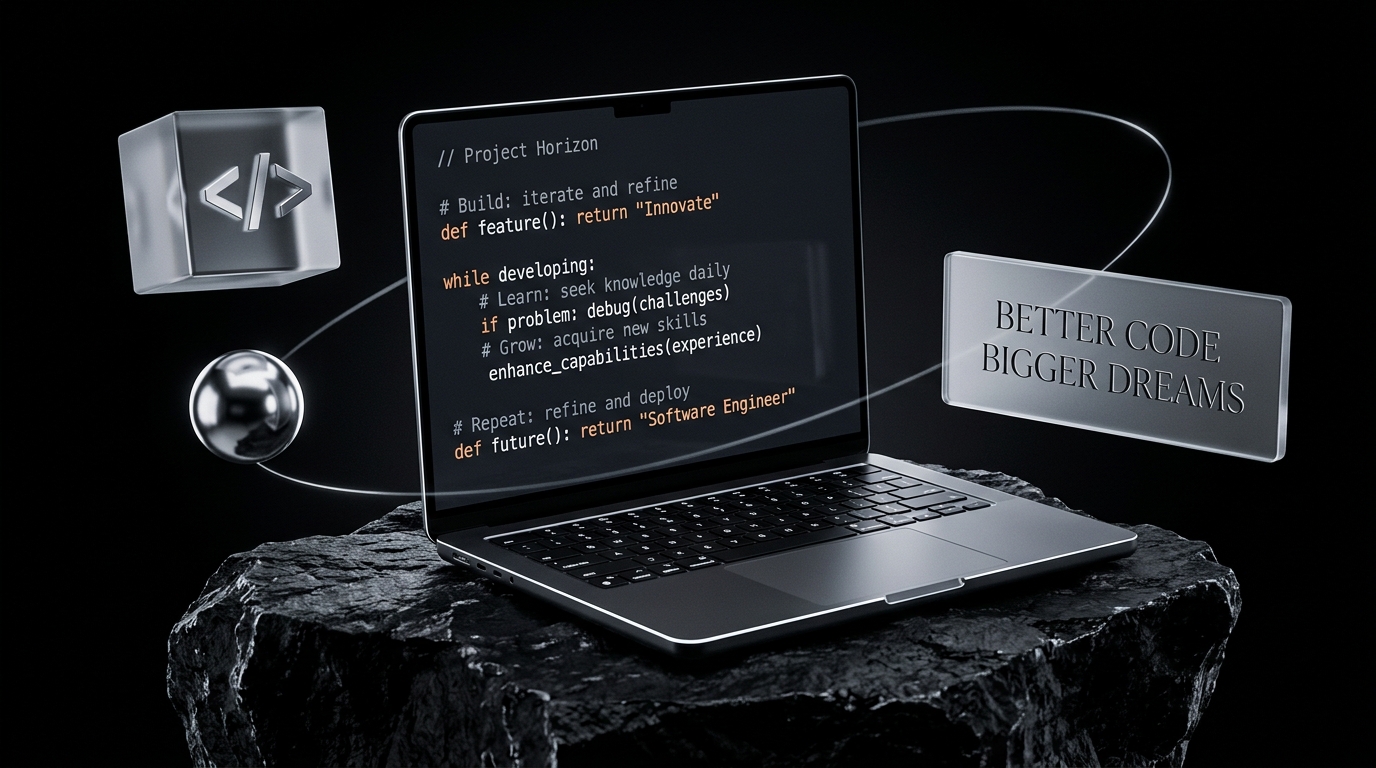 </>
// Project Horizon
# Build: iterate and refine
def feature(): return "Innovate"
while developing:
# Learn: seek knowledge daily
if problem: debug(challenges)
# Grow: acquire new skills
enhance_capabilities(experience)
# Repeat: refine and deploy
def future(): return "Software Engineer"
BETTER CODE
BIGGER DREAMS